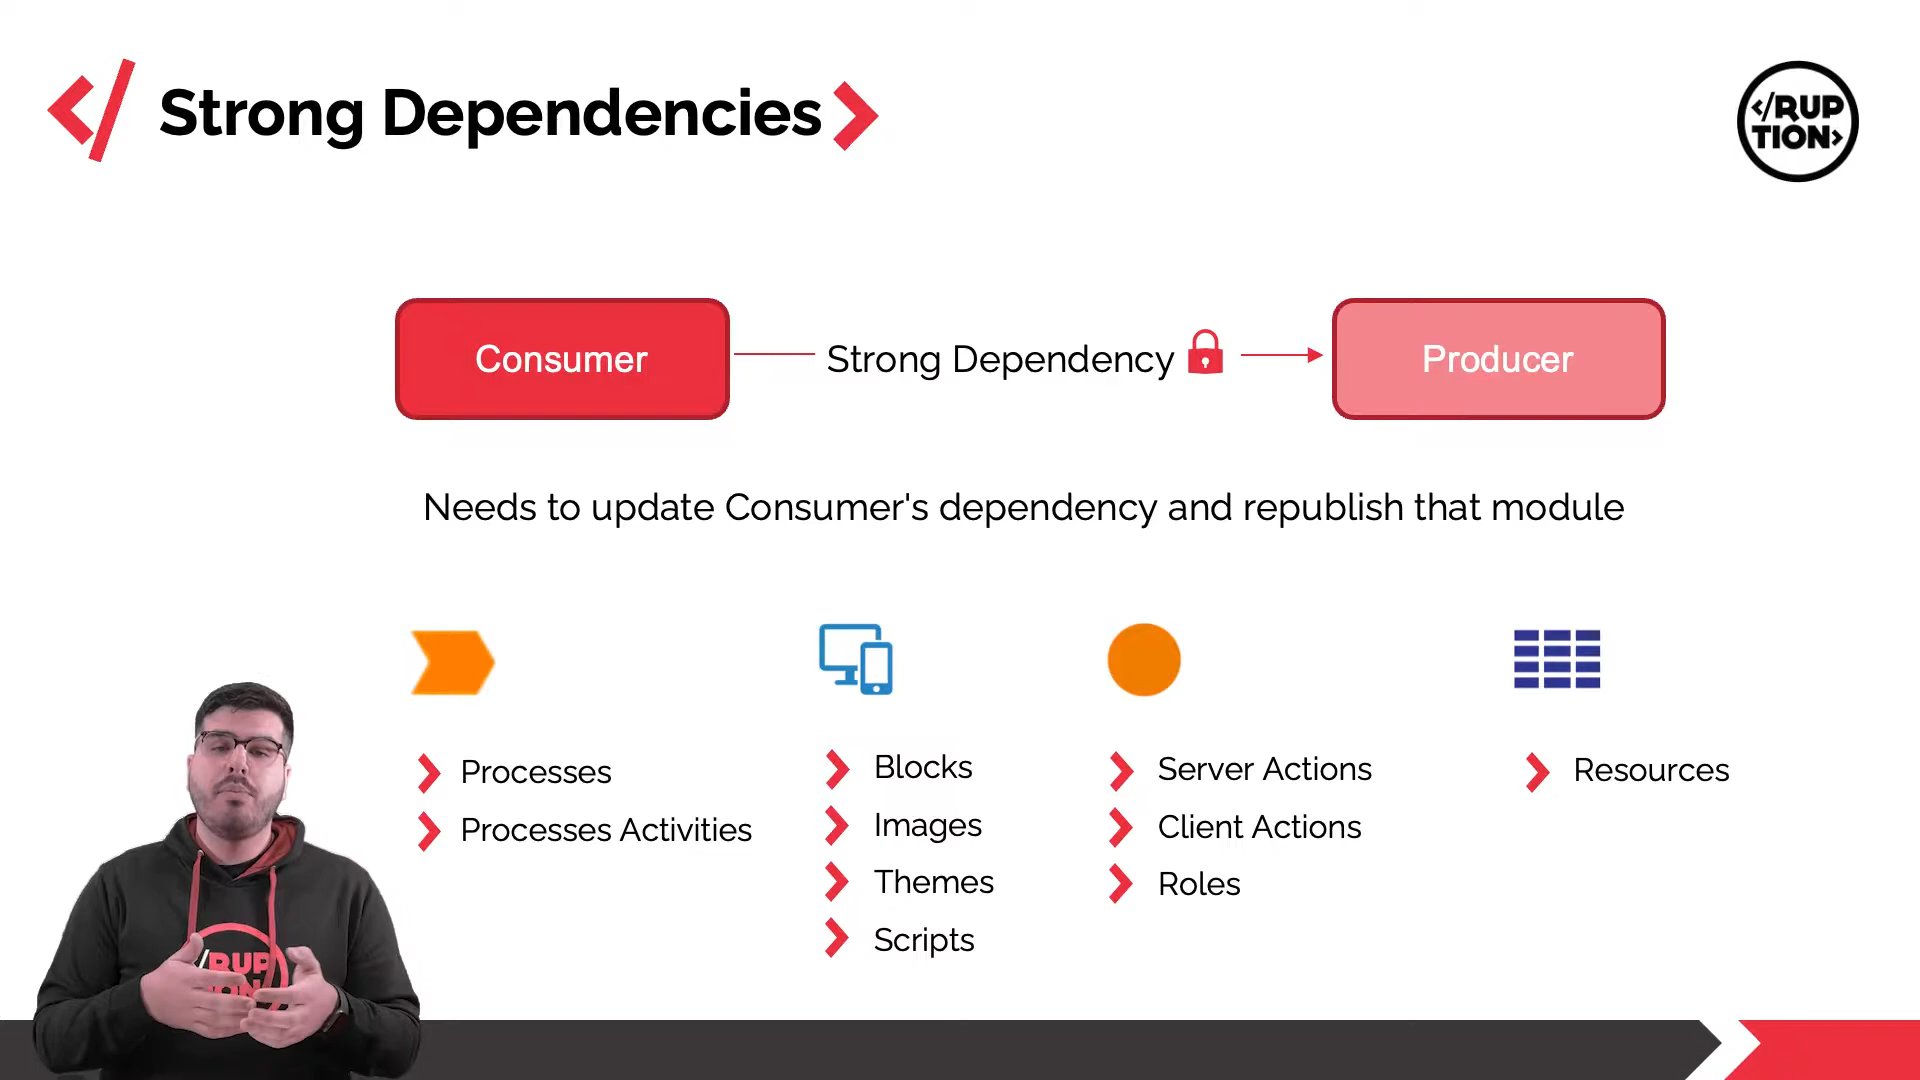 Strong Dependencies
</RUP
TION>
Consumer
Strong Dependency
Producer
Needs to update Consumer's dependency and republish that module
Processes
Processes Activities
Blocks
Images
Themes
Scripts
Server Actions
Client Actions
Roles
Resources
/RUP